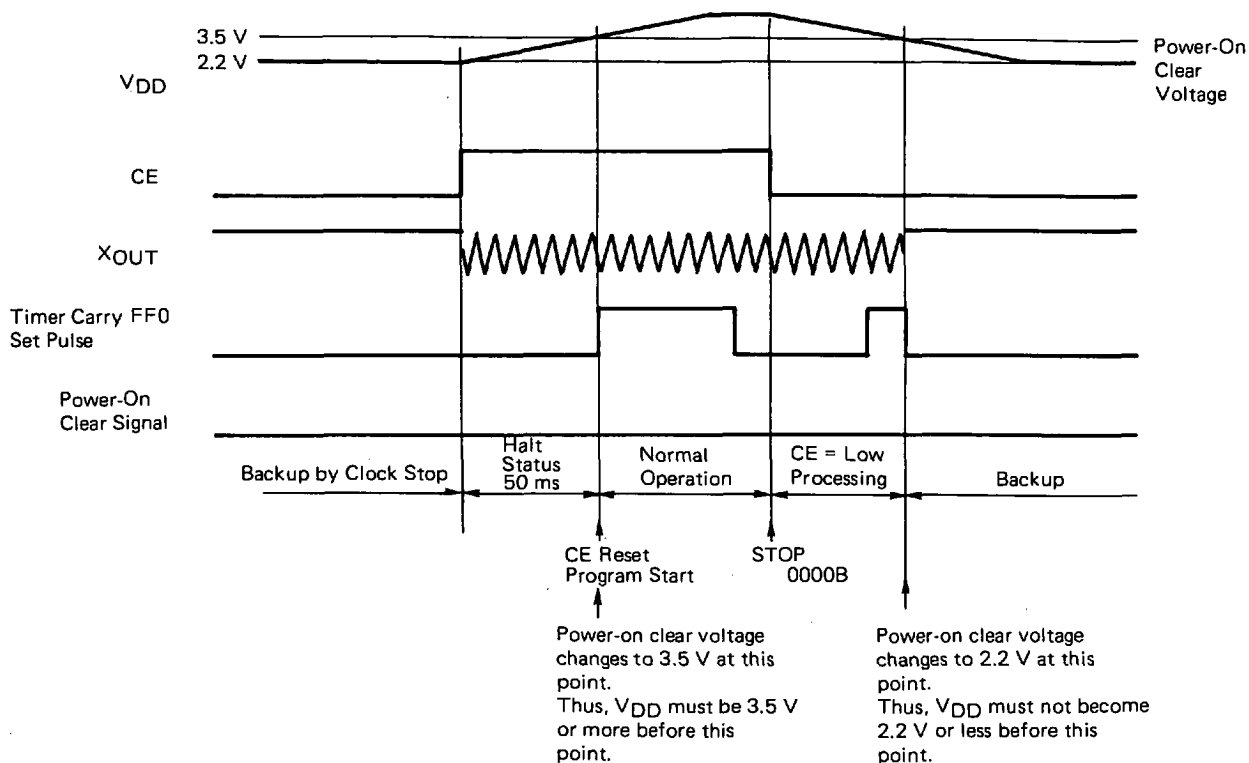 3.5 V
2.2 V
VDD
Power-On
Clear
Voltage
CE
XOUT
Timer Carry FF0
Set Pulse
Power-On
Clear Signal
Backup by Clock Stop
Halt
Status
50 ms
Normal
Operation
CE = Low
Processing
Backup
CE Reset
Program Start
STOP
0000B
Power-on clear voltage
changes to 3.5 V at this
point.
Thus, VDD must be 3.5 V
or more before this
point.
Power-on clear voltage
changes to 2.2 V at this
point.
Thus, VDD must not become
2.2 V or less before this
point.